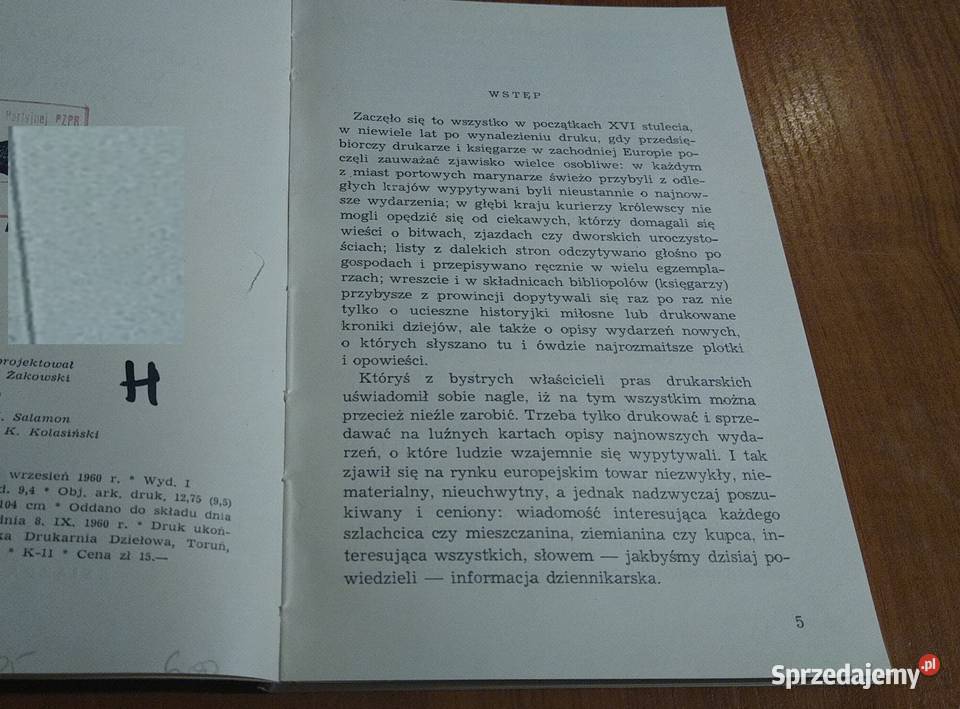 Partyjnej PZPR
projektował
Żakowski
Salamon
K. Kolasiński
H
wrzesień 1960 r. * Wyd. I
d. 9,4 * Obj. ark. druk, 12,75 (9,5)
104 cm * Oddano do składu dnia
dnia 8. IX. 1960 r. * Druk ukoń-
ka Drukarnia Dziełowa, Toruń,
* K-11 * Cena zł 15.—
WSTĘP
Zaczęło się to wszystko w początkach XVI stulecia,
w niewiele lat po wynalezieniu druku, gdy przedsię-
biorczy drukarze i księgarze w zachodniej Europie po-
częli zauważać zjawisko wielce osobliwe: w każdym
z miast portowych marynarze świeżo przybyli z odle-
głych krajów wypytywani byli nieustannie o najnow-
sze wydarzenia; w głębi kraju kurierzy królewscy nie
mogli opędzić się od ciekawych, którzy domagali się
wieści o bitwach, zjazdach czy dworskich uroczysto-
ściach; listy z dalekich stron odczytywano głośno po
gospodach i przepisywano ręcznie w wielu egzempla-
rzach; wreszcie i w składnicach bibliopolów (księgarzy)
przybysze z prowincji dopytywali się raz po raz nie
tylko o ucieszne historyjki miłosne lub drukowane
kroniki dziejów, ale także o opisy wydarzeń nowych,
o których słyszano tu i ówdzie najrozmaitsze plotki
i opowieści.
Któryś z bystrych właścicieli pras drukarskich
uświadomił sobie nagle, iż na tym wszystkim można
przecież nieźle zarobić. Trzeba tylko drukować i sprze-
dawać na luźnych kartach opisy najnowszych wyda-
rzeń, o które ludzie wzajemnie się wypytywali. I tak
zjawił się na rynku europejskim towar niezwykły, nie-
materialny, nieuchwytny, a jednak nadzwyczaj poszu-
kiwany i ceniony: wiadomość interesująca każdego
szlachcica czy mieszczanina, ziemianina czy kupca, in-
teresująca wszystkich, słowem — jakbyśmy dzisiaj po-
wiedzieli — informacja dziennikarska.
5
Sprzedajemy.pl